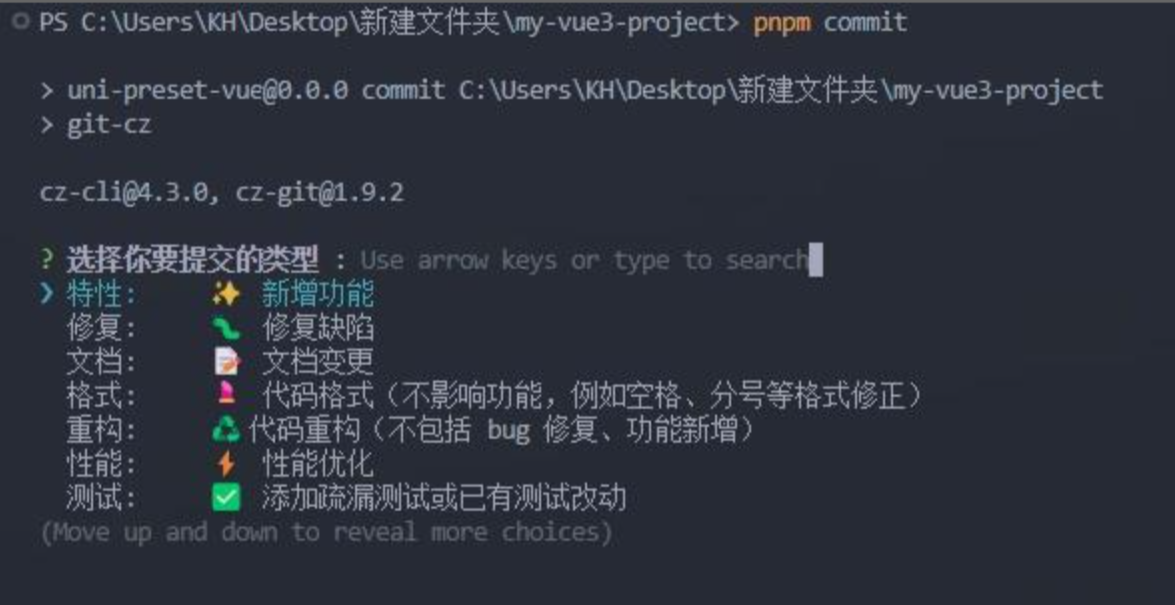 PS C:\Users\KH\Desktop\新建文件夹\my-vue3-project> pnpm commit
> uni-preset-vue@0.0.0 commit C:\Users\KH\Desktop\新建文件夹\my-vue3-project
> git-cz
cz-cli@4.3.0, cz-git@1.9.2
? 选择你要提交的类型 : Use arrow keys or type to search
❯ 特性: ✨ 新增功能
修复: 🐛 修复缺陷
文档: 📝 文档变更
格式: 💄 代码格式（不影响功能，例如空格、分号等格式修正）
重构: ♻️ 代码重构（不包括 bug 修复、功能新增）
性能: ⚡️ 性能优化
测试: ✅ 添加疏漏测试或已有测试改动
(Move up and down to reveal more choices)